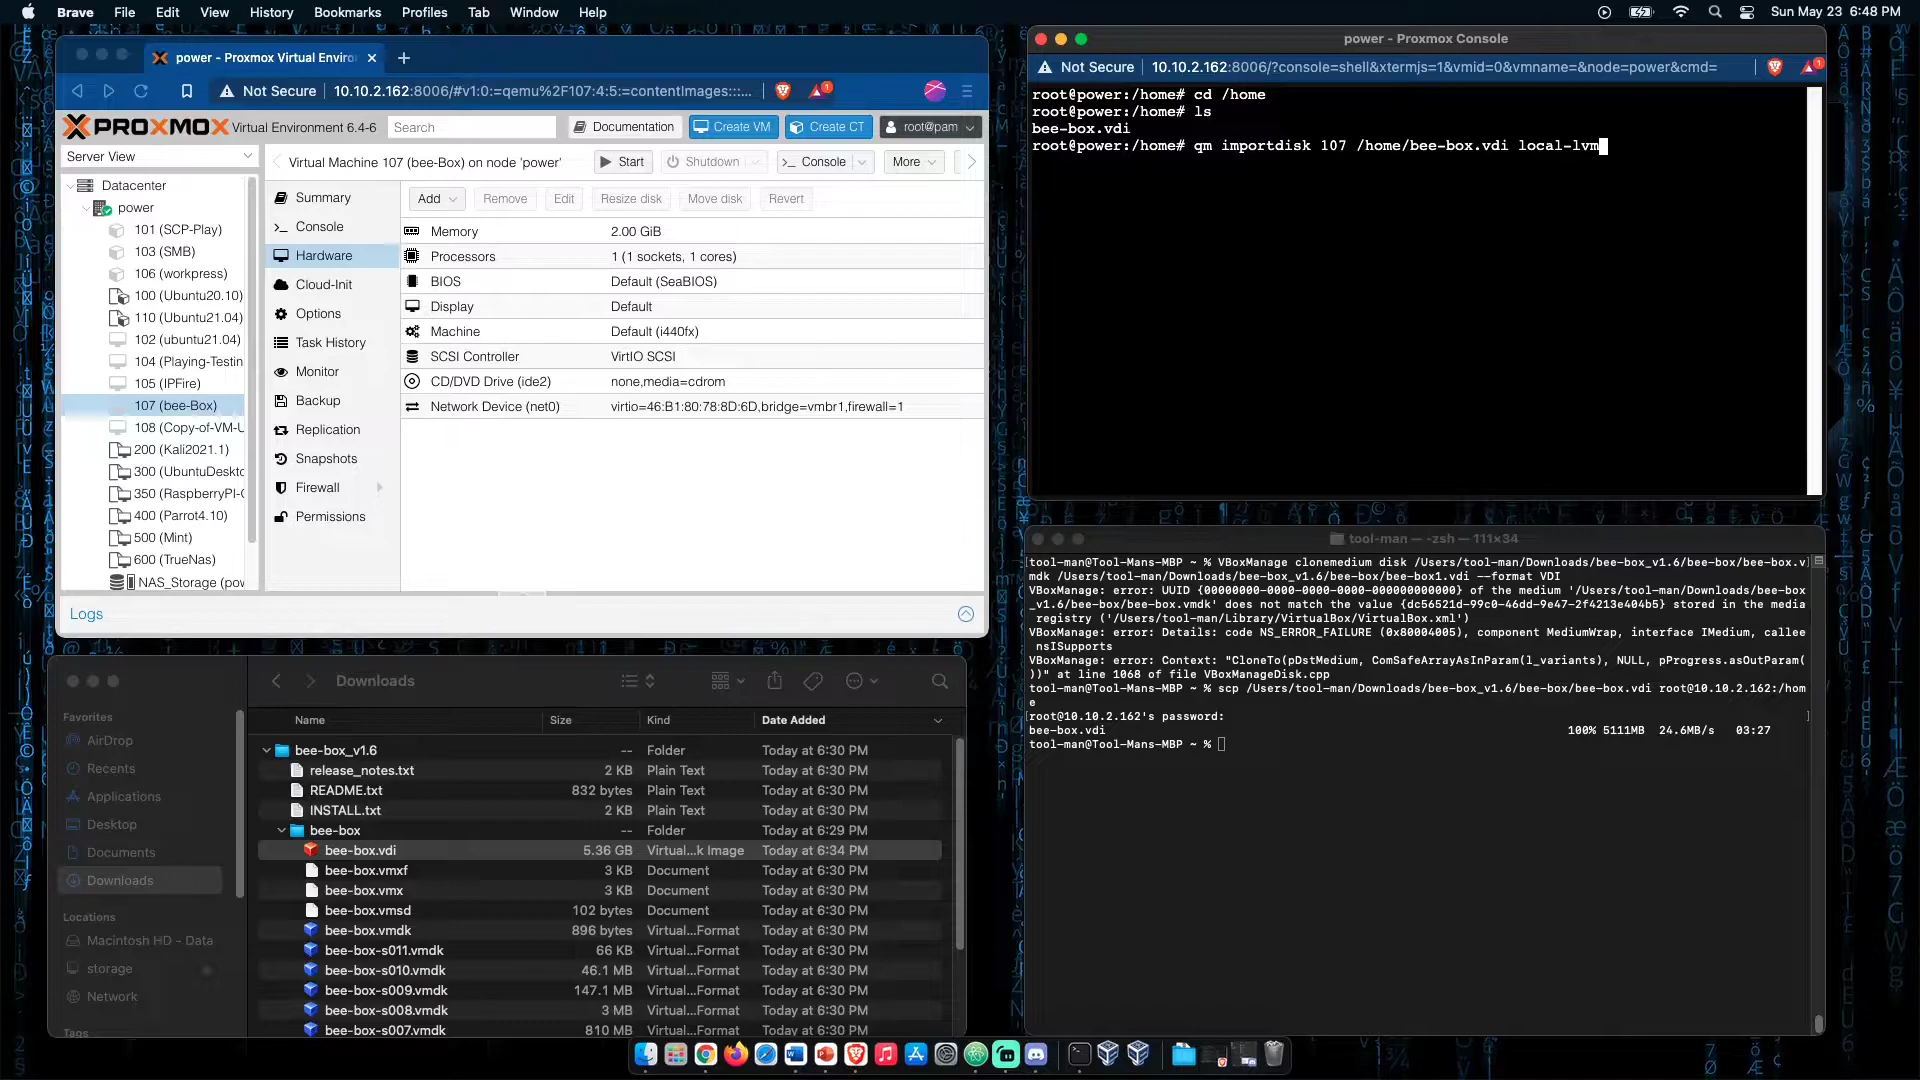 Brave File Edit View History Bookmarks Profiles Tab Window Help
Sun May 23 6:48 PM
power - Proxmox Virtual Enviro
Not Secure 10.10.2.162:8006/#v1:0:=qemu%2F107:4:5:=contentImages:::...
PROXMOX Virtual Environment 6.4-6
Search
Documentation
Create VM
Create CT
root@pam
Server View
Datacenter
power
101 (SCP-Play)
103 (SMB)
106 (workpress)
100 (Ubuntu20.10)
110 (Ubuntu21.04)
102 (ubuntu21.04)
104 (Playing-Testin
105 (IPFire)
107 (bee-Box)
108 (Copy-of-VM-U
200 (Kali2021.1)
300 (UbuntuDeskto
350 (RaspberryPI-
400 (Parrot4.10)
500 (Mint)
600 (TrueNas)
NAS_Storage (pow
Virtual Machine 107 (bee-Box) on node 'power'
Start
Shutdown
Console
More
Summary
Console
Hardware
Cloud-Init
Options
Task History
Monitor
Backup
Replication
Snapshots
Firewall
Permissions
Add Remove Edit Resize disk Move disk Revert
Memory 2.00 GiB
Processors 1 (1 sockets, 1 cores)
BIOS Default (SeaBIOS)
Display Default
Machine Default (i440fx)
SCSI Controller VirtIO SCSI
CD/DVD Drive (ide2) none,media=cdrom
Network Device (net0) virtio=46:B1:80:78:8D:6D,bridge=vmbr1,firewall=1
Logs
power - Proxmox Console
Not Secure 10.10.2.162:8006/?console=shell&xtermjs=1&vmid=0&vmname=&node=power&cmd=
root@power:/home# cd /home
root@power:/home# ls
bee-box.vdi
root@power:/home# qm importdisk 107 /home/bee-box.vdi local-lvm
tool-man — -zsh — 111×34
[tool-man@Tool-Mans-MBP ~ % VBoxManage clonemedium disk /Users/tool-man/Downloads/bee-box_v1.6/bee-box/bee-box.v]
mdk /Users/tool-man/Downloads/bee-box_v1.6/bee-box/bee-box1.vdi --format VDI
VBoxManage: error: UUID {00000000-0000-0000-0000-000000000000} of the medium '/Users/tool-man/Downloads/bee-box
_v1.6/bee-box/bee-box.vmdk' does not match the value {dc56521d-99c0-46dd-9e47-2f4213e404b5} stored in the media
registry ('/Users/tool-man/Library/VirtualBox/VirtualBox.xml')
VBoxManage: error: Details: code NS_ERROR_FAILURE (0x80004005), component MediumWrap, interface IMedium, callee
nsISupports
VBoxManage: error: Context: "CloneTo(pDstMedium, ComSafeArrayAsInParam(l_variants), NULL, pProgress.asOutParam(
))" at line 1068 of file VBoxManageDisk.cpp
tool-man@Tool-Mans-MBP ~ % scp /Users/tool-man/Downloads/bee-box_v1.6/bee-box/bee-box.vdi root@10.10.2.162:/hom
e
[root@10.10.2.162's password: ]
bee-box.vdi 100% 5111MB 24.6MB/s 03:27
tool-man@Tool-Mans-MBP ~ %
Downloads
Favorites
AirDrop
Recents
Applications
Desktop
Documents
Downloads
Locations
Macintosh HD - Data
storage
Network
Tags
Name Size Kind Date Added
bee-box_v1.6 -- Folder Today at 6:30 PM
release_notes.txt 2 KB Plain Text Today at 6:30 PM
README.txt 832 bytes Plain Text Today at 6:30 PM
INSTALL.txt 2 KB Plain Text Today at 6:30 PM
bee-box -- Folder Today at 6:29 PM
bee-box.vdi 5.36 GB Virtual...k Image Today at 6:34 PM
bee-box.vmxf 3 KB Document Today at 6:30 PM
bee-box.vmx 3 KB Document Today at 6:30 PM
bee-box.vmsd 102 bytes Document Today at 6:30 PM
bee-box.vmdk 896 bytes Virtual...Format Today at 6:30 PM
bee-box-s011.vmdk 66 KB Virtual...Format Today at 6:30 PM
bee-box-s010.vmdk 46.1 MB Virtual...Format Today at 6:30 PM
bee-box-s009.vmdk 147.1 MB Virtual...Format Today at 6:30 PM
bee-box-s008.vmdk 3 MB Virtual...Format Today at 6:30 PM
bee-box-s007.vmdk 810 MB Virtual...Format Today at 6:30 PM